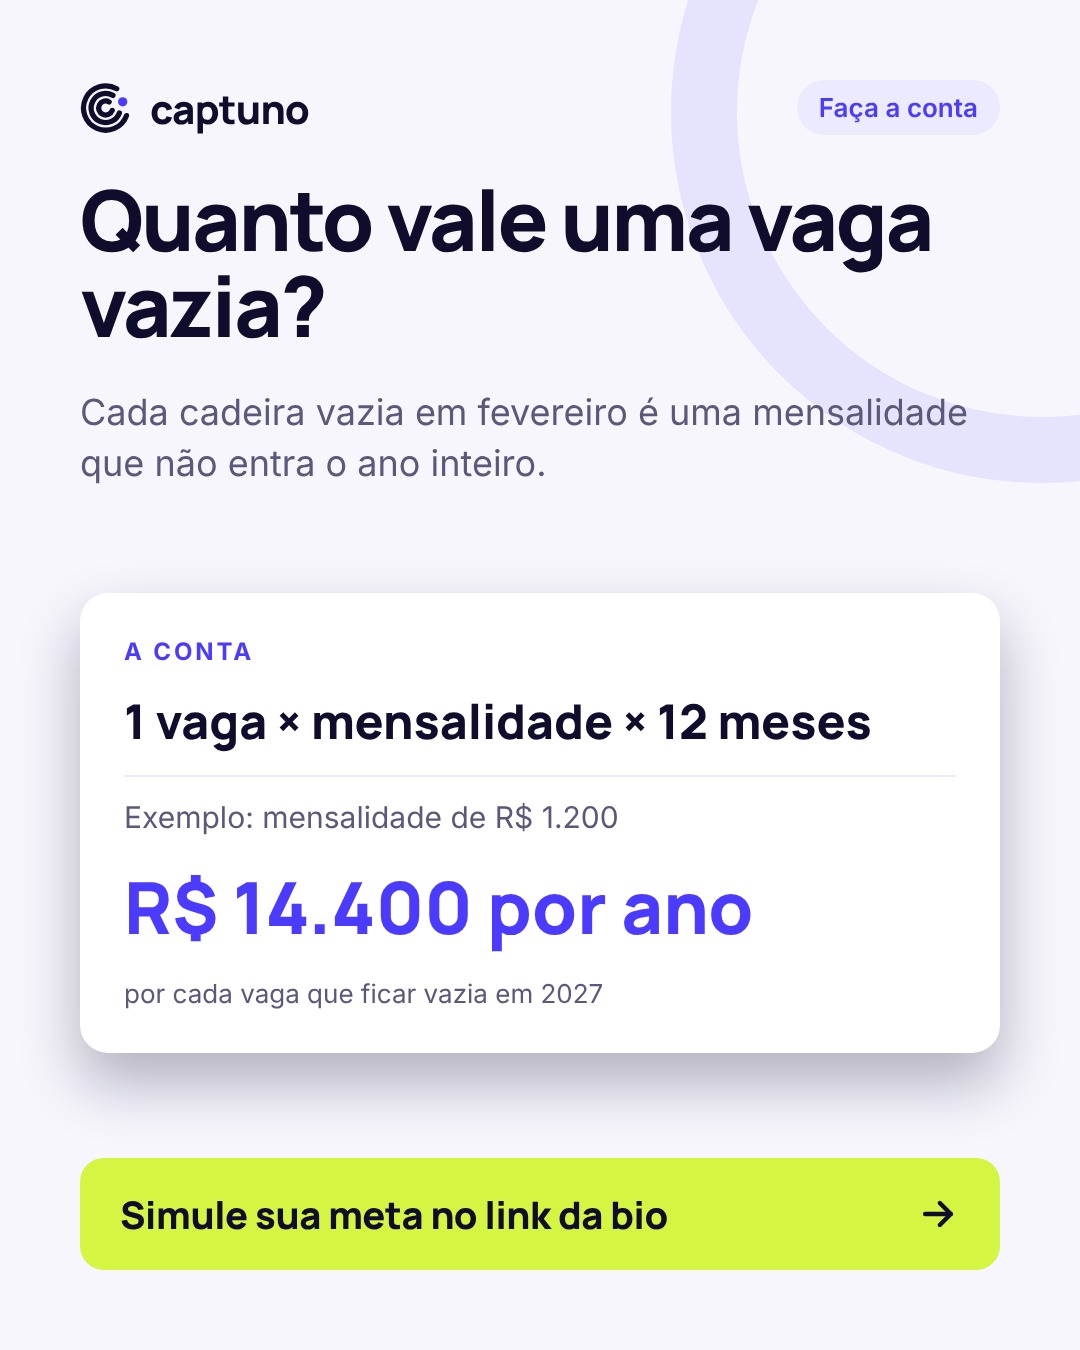 captuno
Faça a conta
Quanto vale uma vaga
vazia?
Cada cadeira vazia em fevereiro é uma mensalidade
que não entra o ano inteiro.
A CONTA
1 vaga × mensalidade × 12 meses
Exemplo: mensalidade de R$ 1.200
R$ 14.400 por ano
por cada vaga que ficar vazia em 2027
Simule sua meta no link da bio →